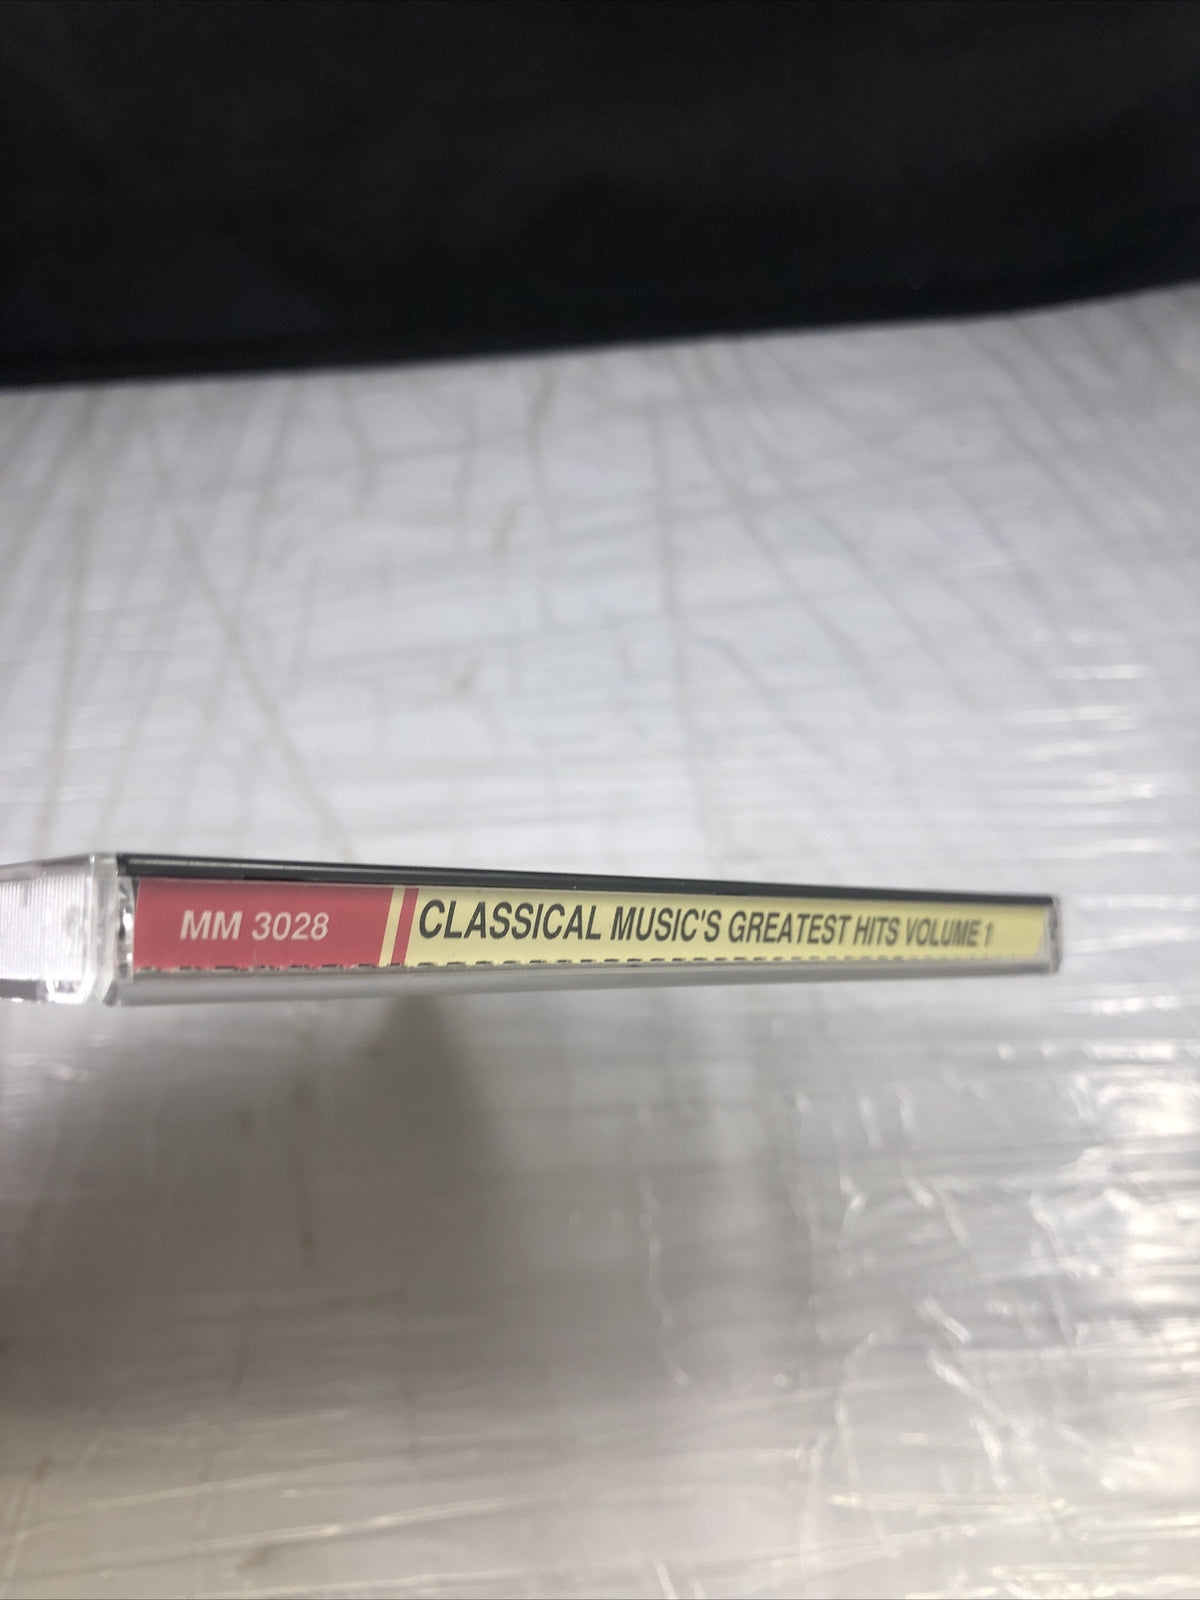 MM 3028 CLASSICAL MUSIC'S GREATEST HITS VOLUME 1